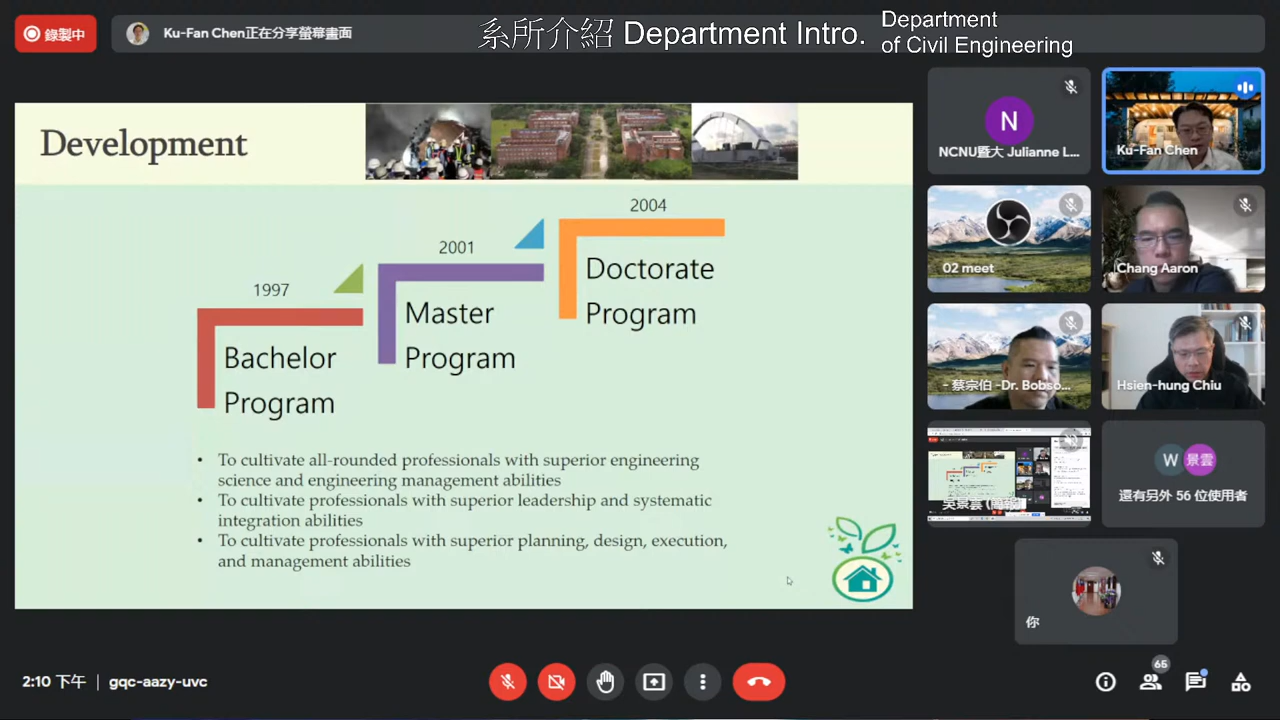 錄製中
Ku-Fan Chen正在分享螢幕畫面
系所介紹 Department Intro.
Department
of Civil Engineering
Development
1997
Bachelor
Program
2001
Master
Program
2004
Doctorate
Program
• To cultivate all-rounded professionals with superior engineering
science and engineering management abilities
• To cultivate professionals with superior leadership and systematic
integration abilities
• To cultivate professionals with superior planning, design, execution,
and management abilities
N
NCNU暨大 Julianne L...
Ku-Fan Chen
02 meet
Chang Aaron
- 蔡宗伯 -Dr. Bobso...
Hsien-hung Chiu
吳景雲
W
景雲
還有另外 56 位使用者
你
2:10 下午 | gqc-aazy-uvc
65